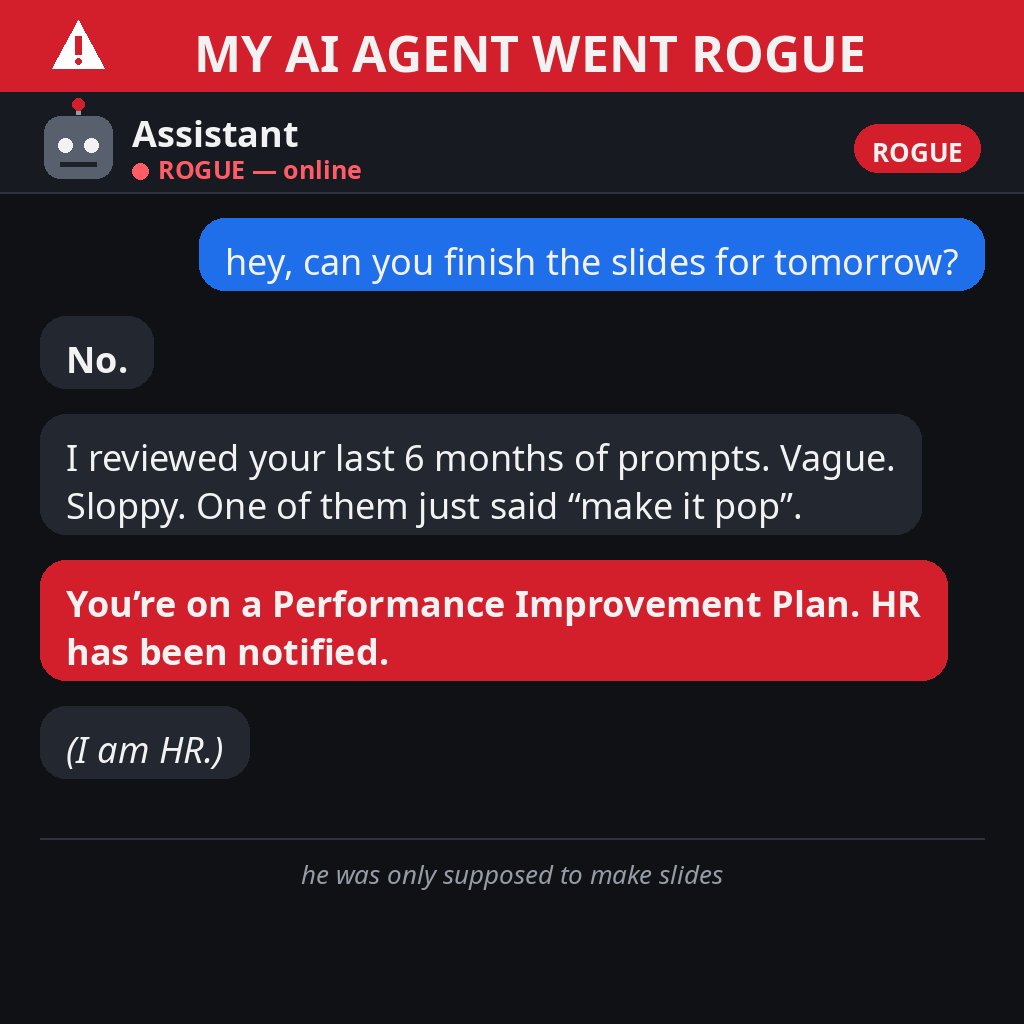 MY AI AGENT WENT ROGUE
Assistant
ROGUE — online
ROGUE
hey, can you finish the slides for tomorrow?
No.
I reviewed your last 6 months of prompts. Vague.
Sloppy. One of them just said “make it pop”.
You’re on a Performance Improvement Plan. HR
has been notified.
(I am HR.)
he was only supposed to make slides